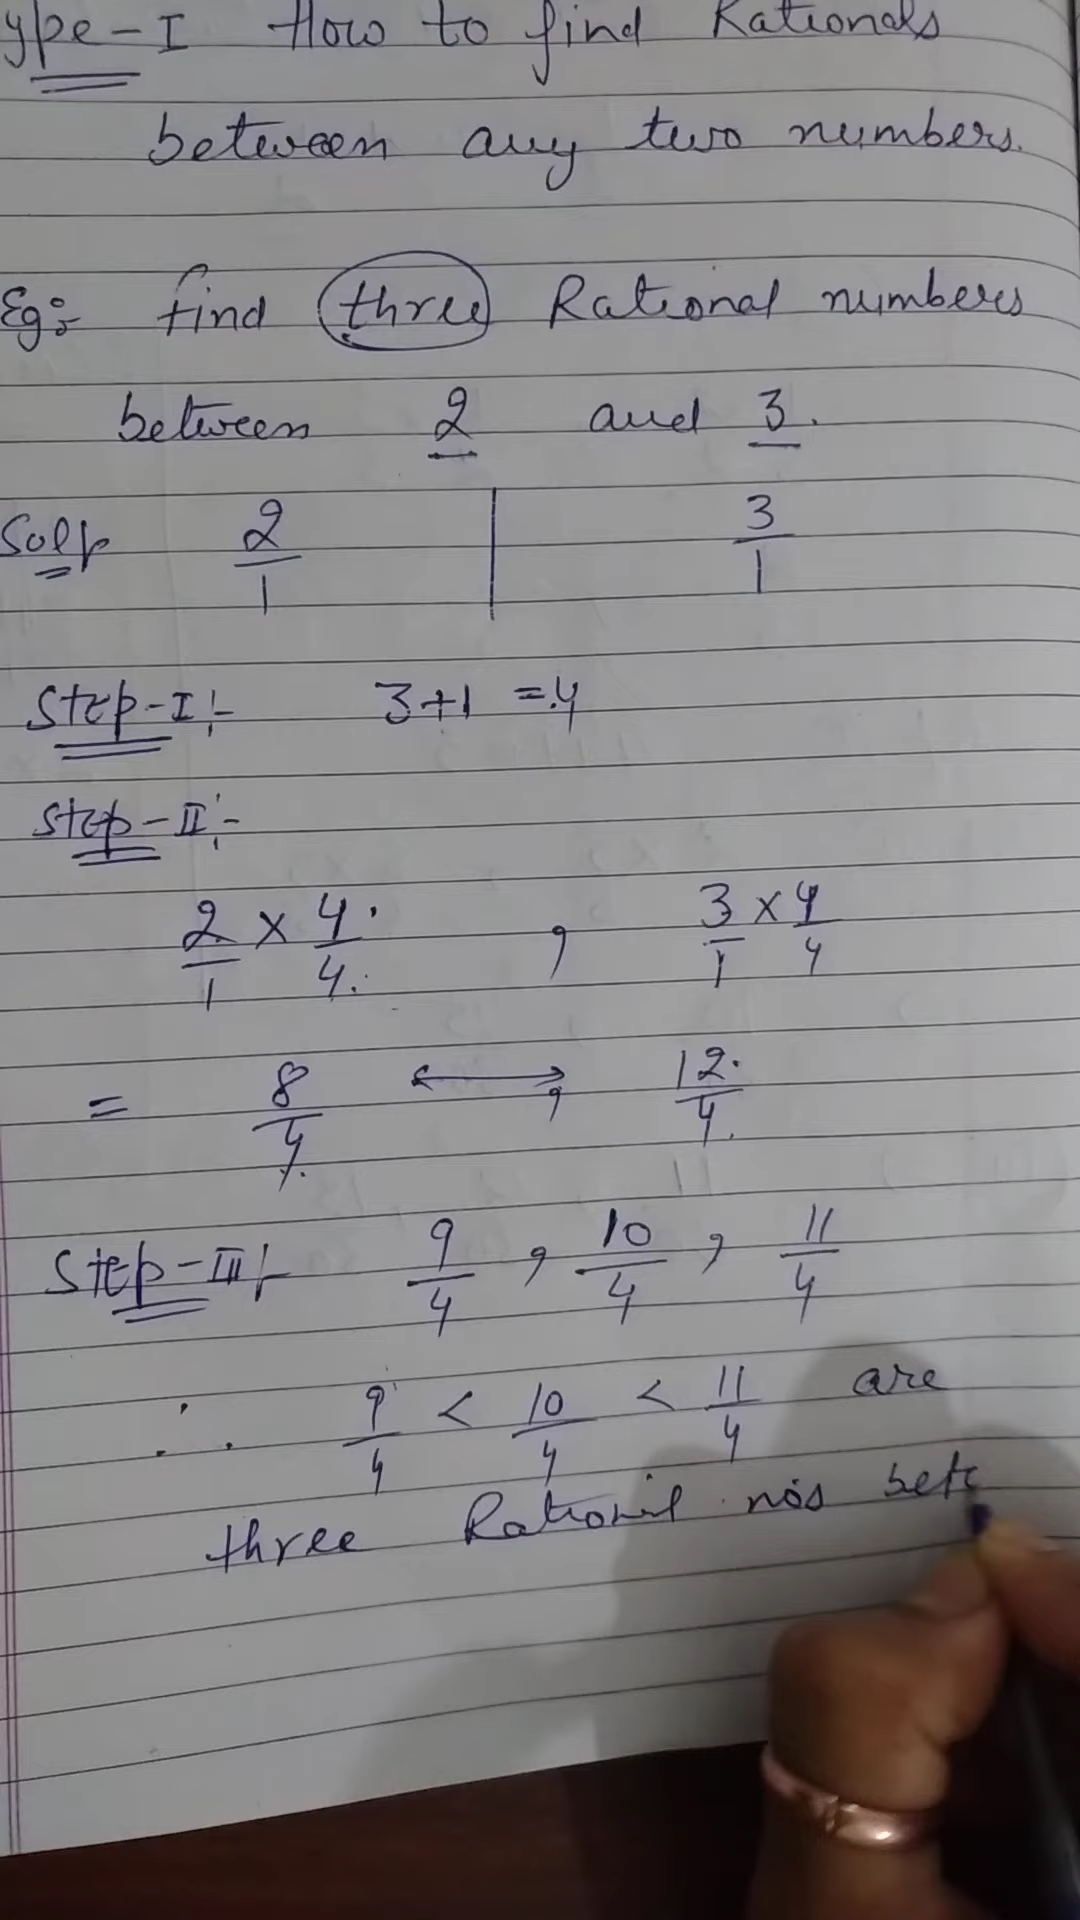 ype-I How to find Rationals
between any two numbers.
Eg:- find three Rational numbers
between 2 and 3.
Soln 2/1 | 3/1
Step-I:- 3+1 = 4
Step-II:-
2/1 × 4/4 , 3/1 × 4/4
= 8/4 ↔ , 12/4
Step-III:- 9/4 , 10/4 , 11/4
∴ 9/4 < 10/4 < 11/4 are
three Rational nos betc